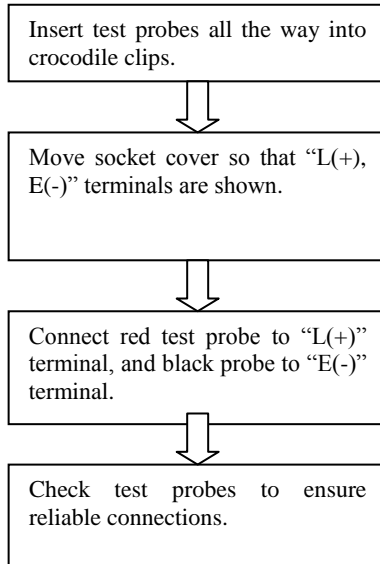 Insert test probes all the way into
crocodile clips.
Move socket cover so that “L(+),
E(-)” terminals are shown.
Connect red test probe to “L(+)”
terminal, and black probe to “E(-)”
terminal.
Check test probes to ensure
reliable connections.